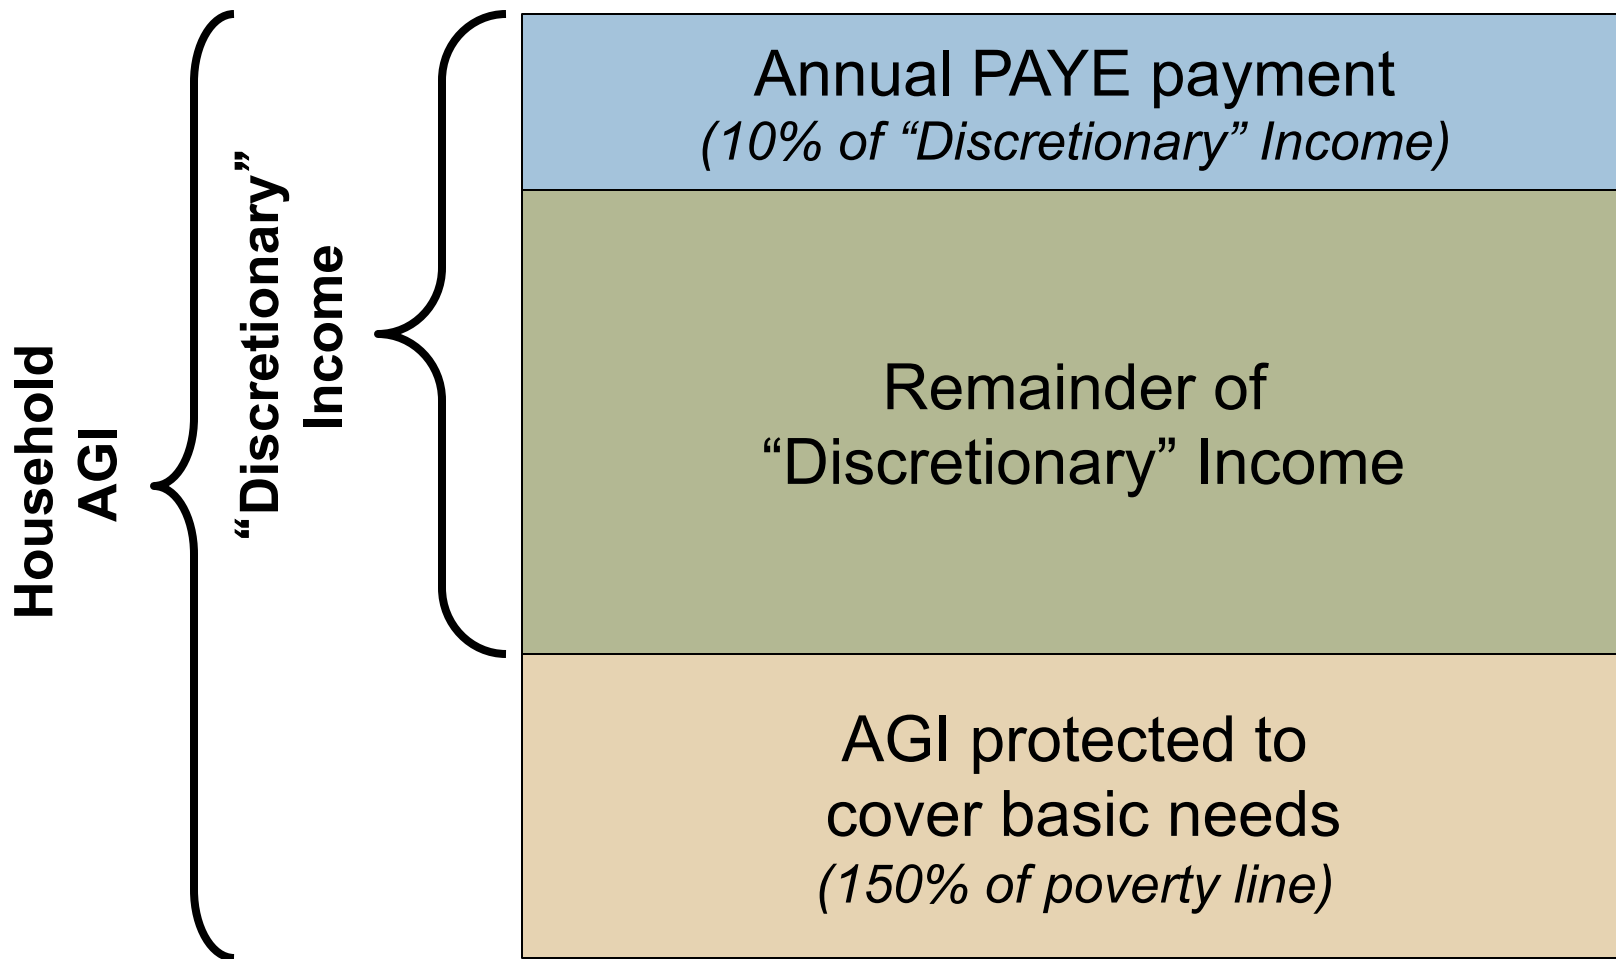 Household
AGI
“Discretionary”
Income
Annual PAYE payment
(10% of “Discretionary” Income)
Remainder of
“Discretionary” Income
AGI protected to
cover basic needs
(150% of poverty line)